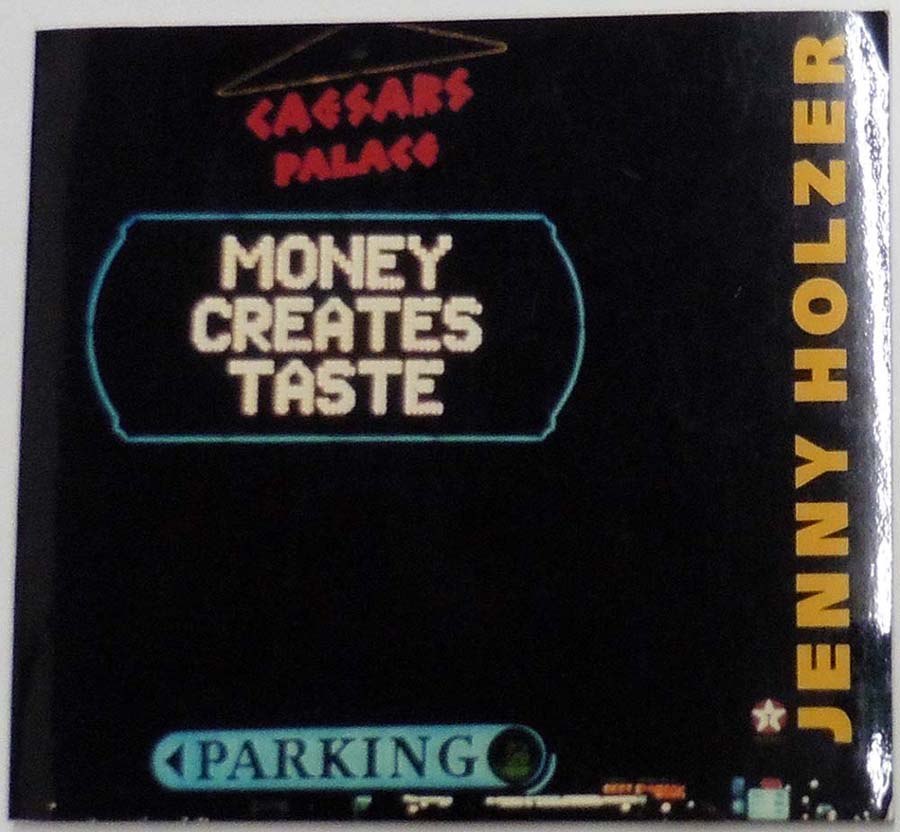 CAESARS
PALACE
MONEY
CREATES
TASTE
JENNY HOLZER
PARKING